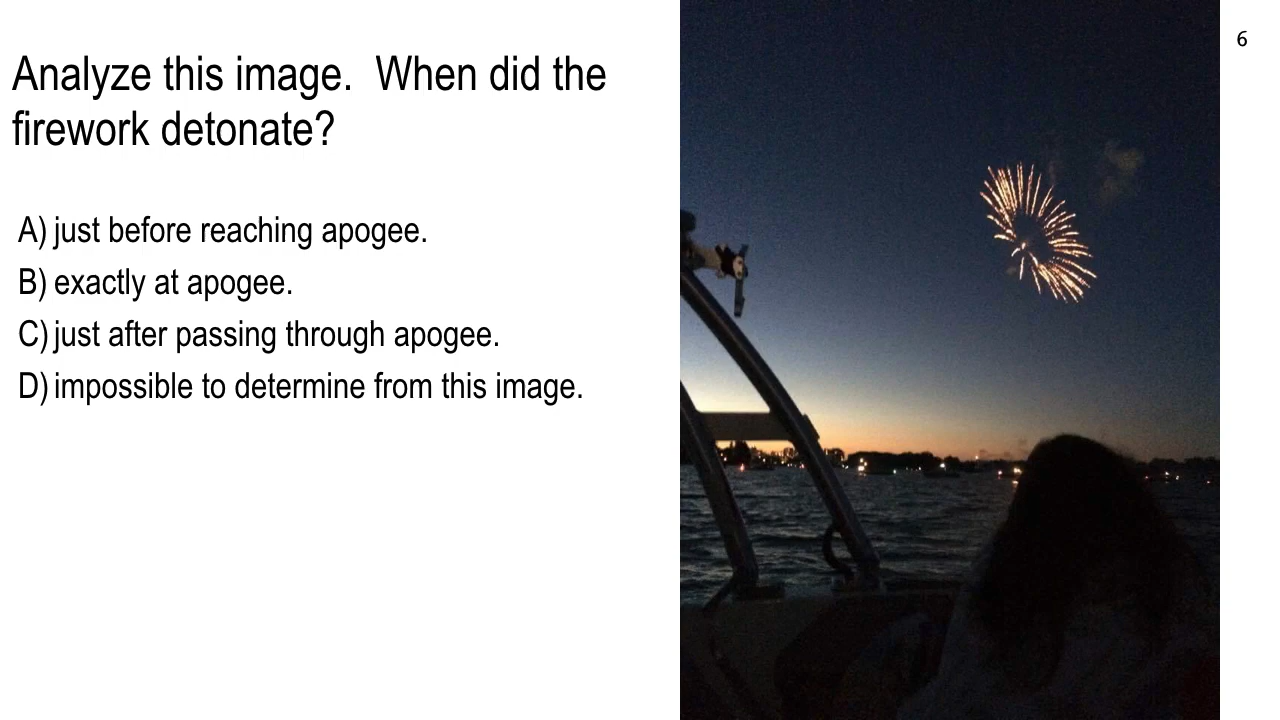 6
Analyze this image.  When did the
firework detonate?
A) just before reaching apogee.
B) exactly at apogee.
C) just after passing through apogee.
D) impossible to determine from this image.